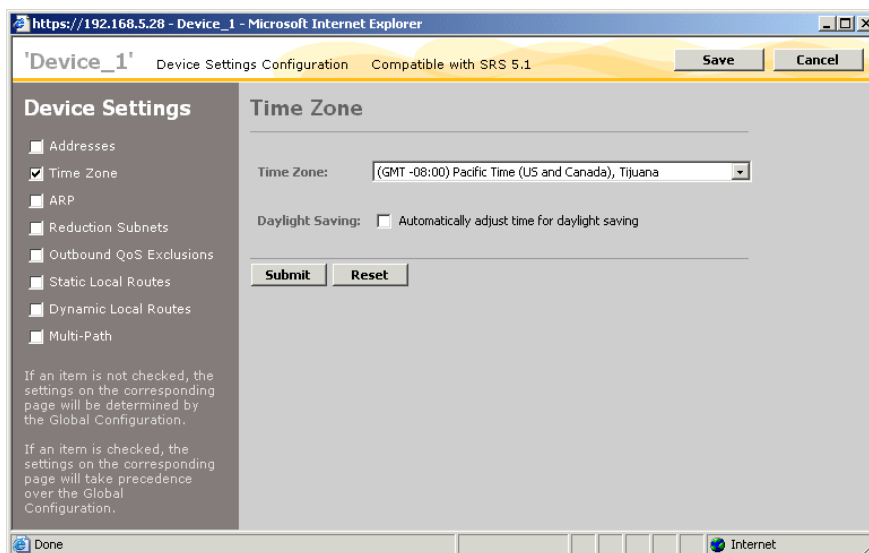 https://192.168.5.28 - Device_1 - Microsoft Internet Explorer
'Device_1' Device Settings Configuration Compatible with SRS 5.1 Save Cancel
Device Settings
Addresses
Time Zone
ARP
Reduction Subnets
Outbound QoS Exclusions
Static Local Routes
Dynamic Local Routes
Multi-Path
If an item is not checked, the
settings on the corresponding
page will be determined by
the Global Configuration.
If an item is checked, the
settings on the corresponding
page will take precedence
over the Global
Configuration.
Time Zone
Time Zone: (GMT -08:00) Pacific Time (US and Canada), Tijuana
Daylight Saving: Automatically adjust time for daylight saving
Submit Reset
Done Internet